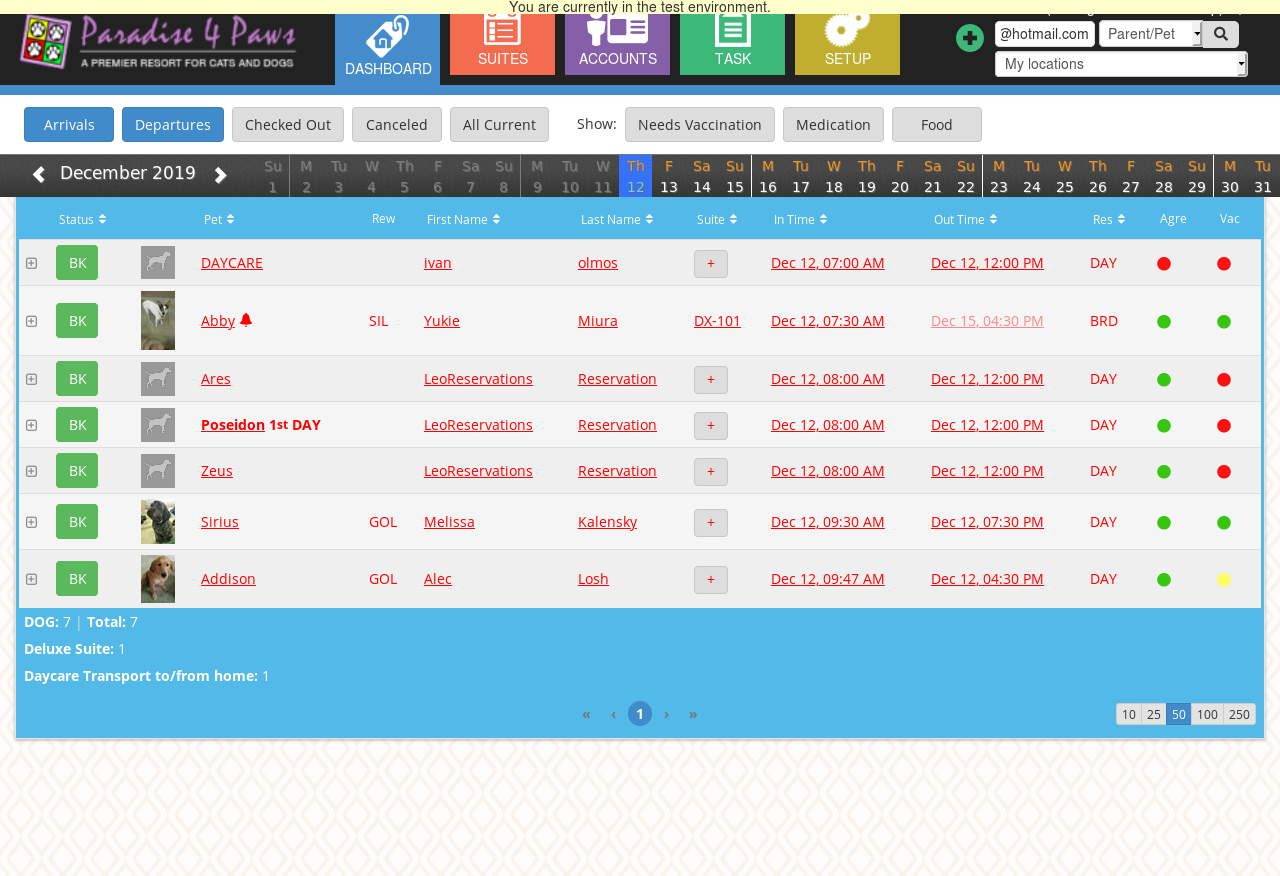 You are currently in the test environment.
Paradise 4 Paws
A PREMIER RESORT FOR CATS AND DOGS
DASHBOARD SUITES ACCOUNTS TASK SETUP
@hotmail.com Parent/Pet
My locations
Arrivals Departures Checked Out Canceled All Current Show: Needs Vaccination Medication Food
December 2019
Su M Tu W Th F Sa Su M Tu W Th F Sa Su M Tu W Th F Sa Su M Tu W Th F Sa Su M Tu
1 2 3 4 5 6 7 8 9 10 11 12 13 14 15 16 17 18 19 20 21 22 23 24 25 26 27 28 29 30 31
Status Pet Rew First Name Last Name Suite In Time Out Time Res Agre Vac
BK DAYCARE ivan olmos + Dec 12, 07:00 AM Dec 12, 12:00 PM DAY
BK Abby SIL Yukie Miura DX-101 Dec 12, 07:30 AM Dec 15, 04:30 PM BRD
BK Ares LeoReservations Reservation + Dec 12, 08:00 AM Dec 12, 12:00 PM DAY
BK Poseidon 1st DAY LeoReservations Reservation + Dec 12, 08:00 AM Dec 12, 12:00 PM DAY
BK Zeus LeoReservations Reservation + Dec 12, 08:00 AM Dec 12, 12:00 PM DAY
BK Sirius GOL Melissa Kalensky + Dec 12, 09:30 AM Dec 12, 07:30 PM DAY
BK Addison GOL Alec Losh + Dec 12, 09:47 AM Dec 12, 04:30 PM DAY
DOG: 7 | Total: 7
Deluxe Suite: 1
Daycare Transport to/from home: 1
« ‹ 1 › » 10 25 50 100 250